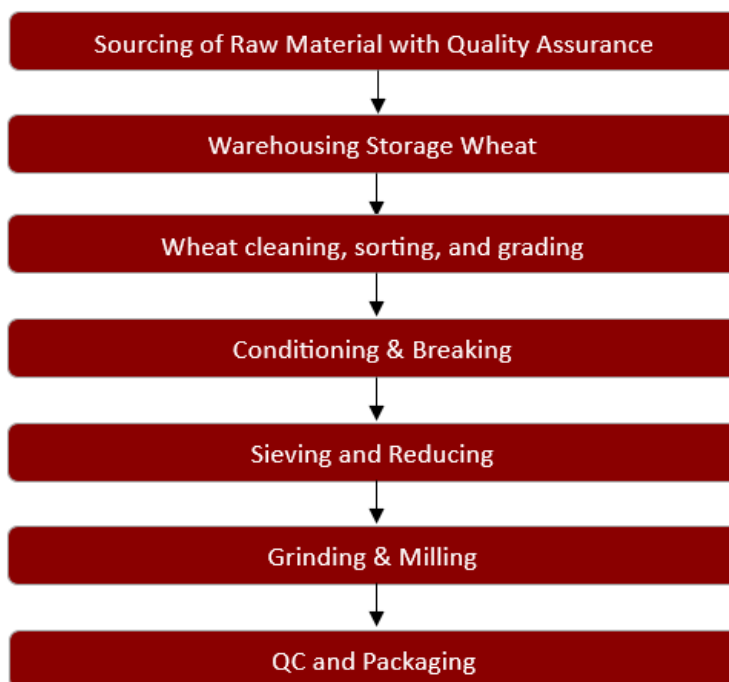 Sourcing of Raw Material with Quality Assurance
Warehousing Storage Wheat
Wheat cleaning, sorting, and grading
Conditioning & Breaking
Sieving and Reducing
Grinding & Milling
QC and Packaging